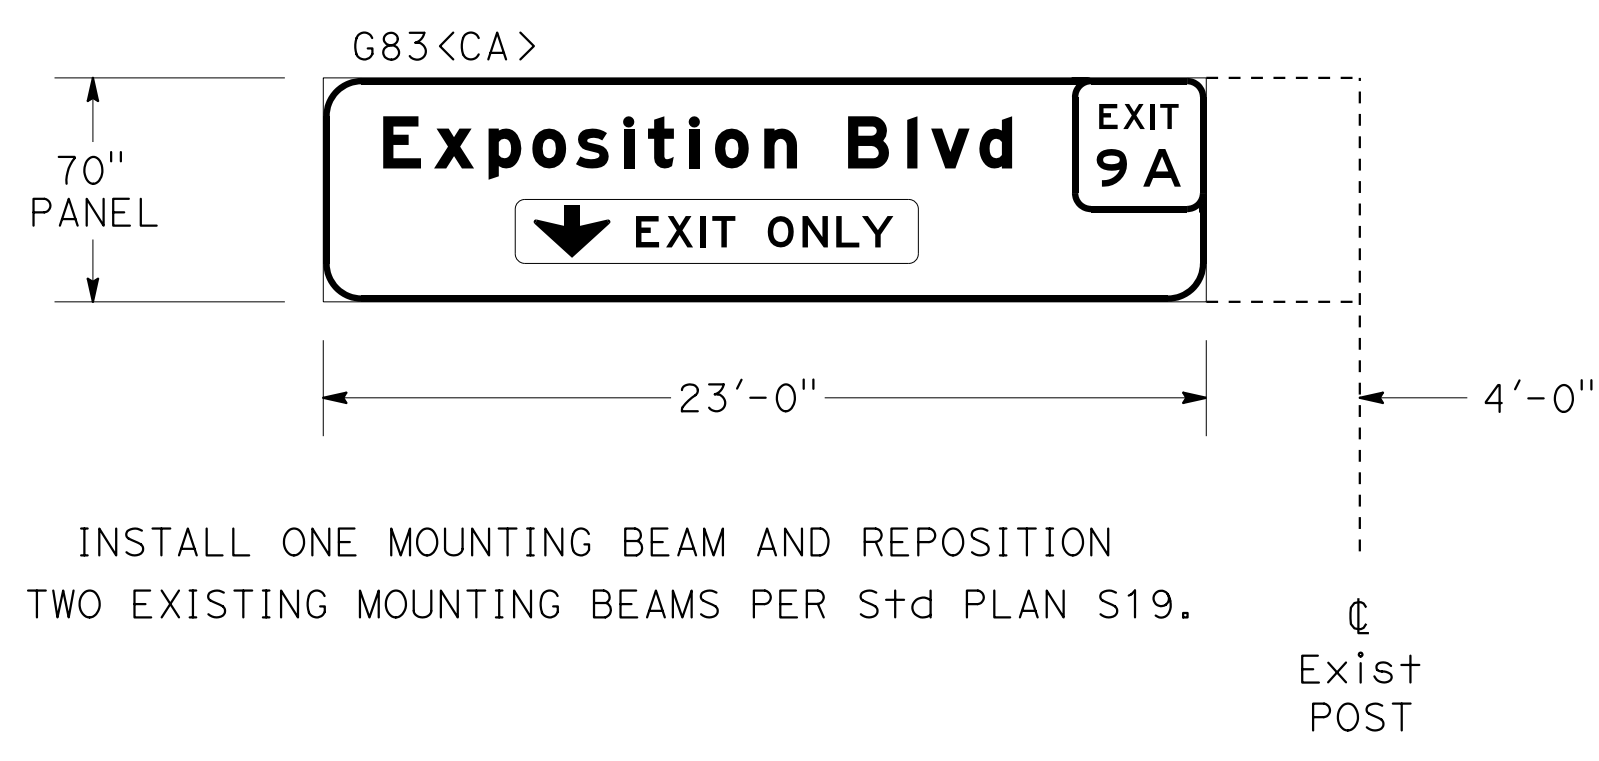 G83<CA>
Exposition Blvd
EXIT
9A
EXIT ONLY
70"
PANEL
23'-0"
4'-0"
INSTALL ONE MOUNTING BEAM AND REPOSITION
TWO EXISTING MOUNTING BEAMS PER Std PLAN S19.
℄
Exist
POST